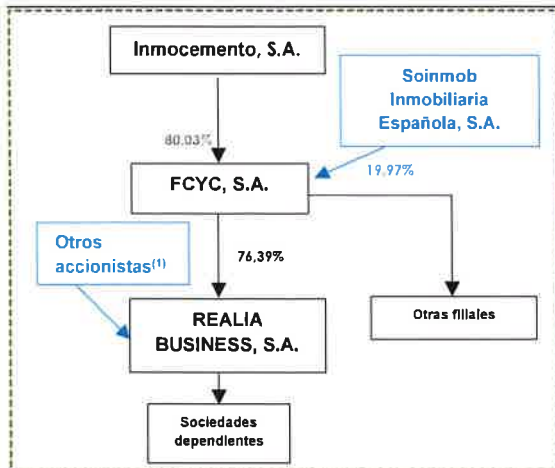 Inmocemento, S.A.
Soinmob
Inmobiliaria
Española, S.A.
80.03%
19,97%
FCYC, S.A.
Otros
accionistas(1)
76,39%
REALIA
BUSINESS, S.A.
Otras filiales
Sociedades
dependientes